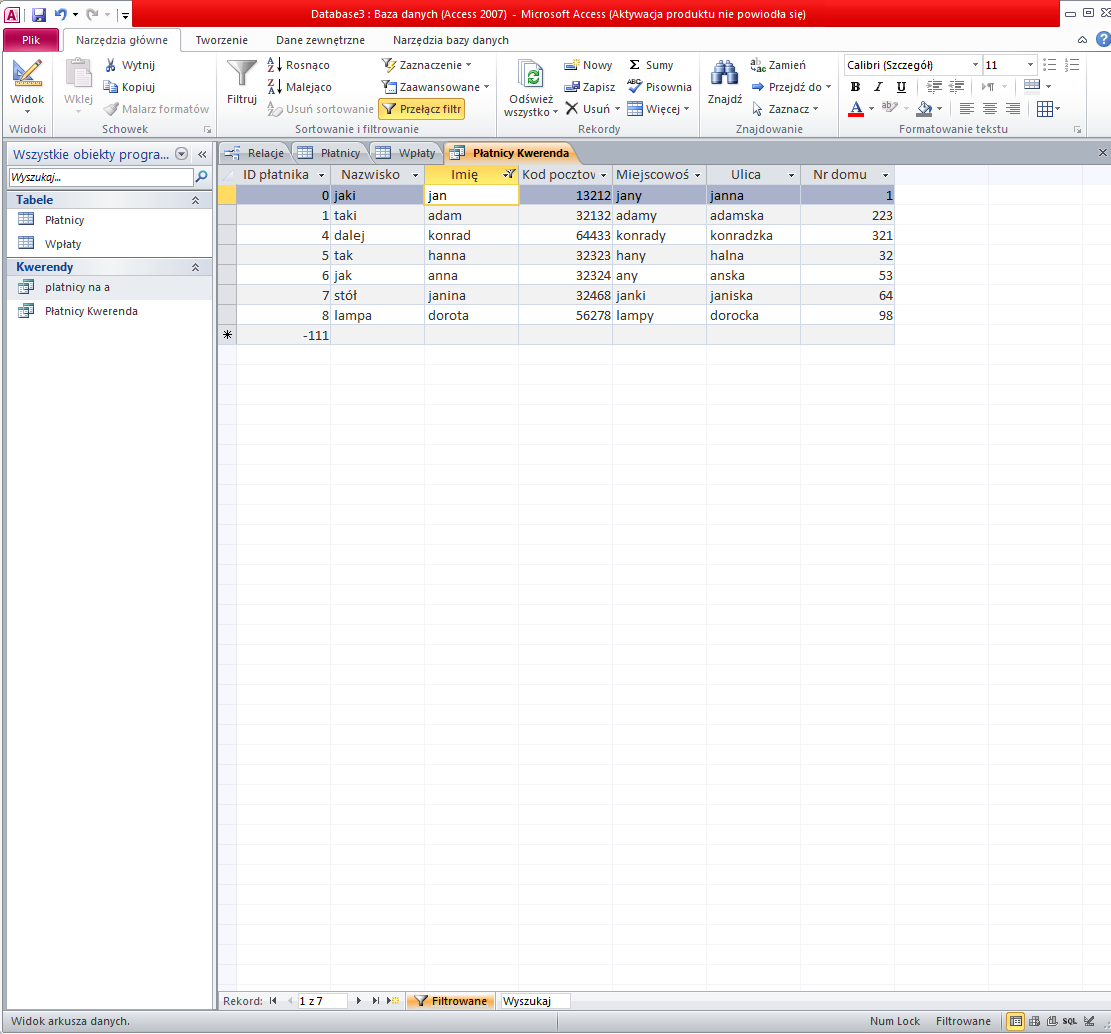 Database3 : Baza danych (Access 2007) - Microsoft Access (Aktywacja produktu nie powiodła się)
Plik Narzędzia główne Tworzenie Dane zewnętrzne Narzędzia bazy danych
Widok
Widoki
Wklej
Wytnij
Kopiuj
Malarz formatów
Schowek
Filtruj
Rosnąco
Malejąco
Usuń sortowanie
Zaznaczenie
Zaawansowane
Przełącz filtr
Sortowanie i filtrowanie
Odśwież
wszystko
Nowy
Zapisz
Usuń
Sumy
Pisownia
Więcej
Rekordy
Znajdź
Zamień
Przejdź do
Zaznacz
Znajdowanie
Calibri (Szczegół) 11
B I U
Formatowanie tekstu
Wszystkie obiekty progra...
Wyszukaj...
Tabele
Płatnicy
Wpłaty
Kwerendy
platnicy na a
Płatnicy Kwerenda
Relacje Płatnicy Wpłaty Płatnicy Kwerenda
ID płatnika Nazwisko Imię Kod pocztov Miejscowoś Ulica Nr domu
0 jaki jan 13212 jany janna 1
1 taki adam 32132 adamy adamska 223
4 dalej konrad 64433 konrady konradzka 321
5 tak hanna 32323 hany halna 32
6 jak anna 32324 any anska 53
7 stół janina 32468 janki janiska 64
8 lampa dorota 56278 lampy dorocka 98
-111
Rekord: 1 z 7 Filtrowane Wyszukaj
Widok arkusza danych. Num Lock Filtrowane SQL